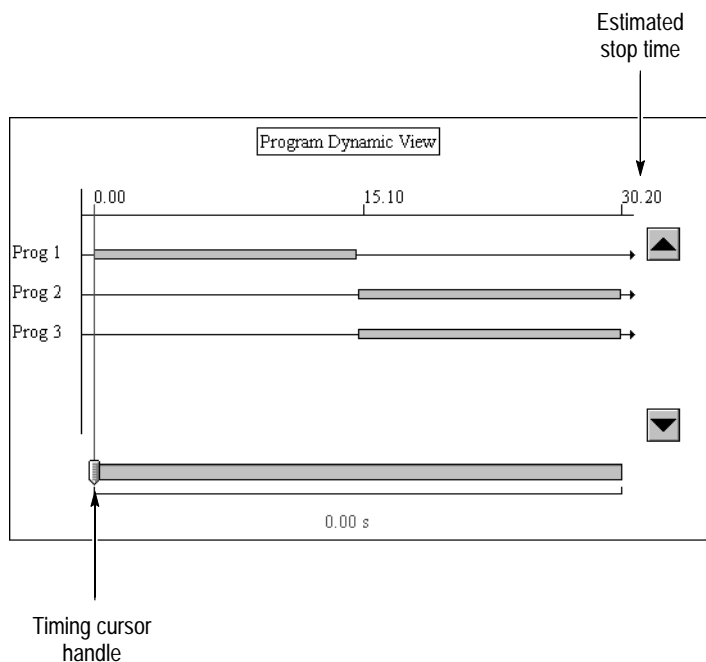 Estimated
stop time
Program Dynamic View
0.00 15.10 30.20
Prog 1
Prog 2
Prog 3
0.00 s
Timing cursor
handle